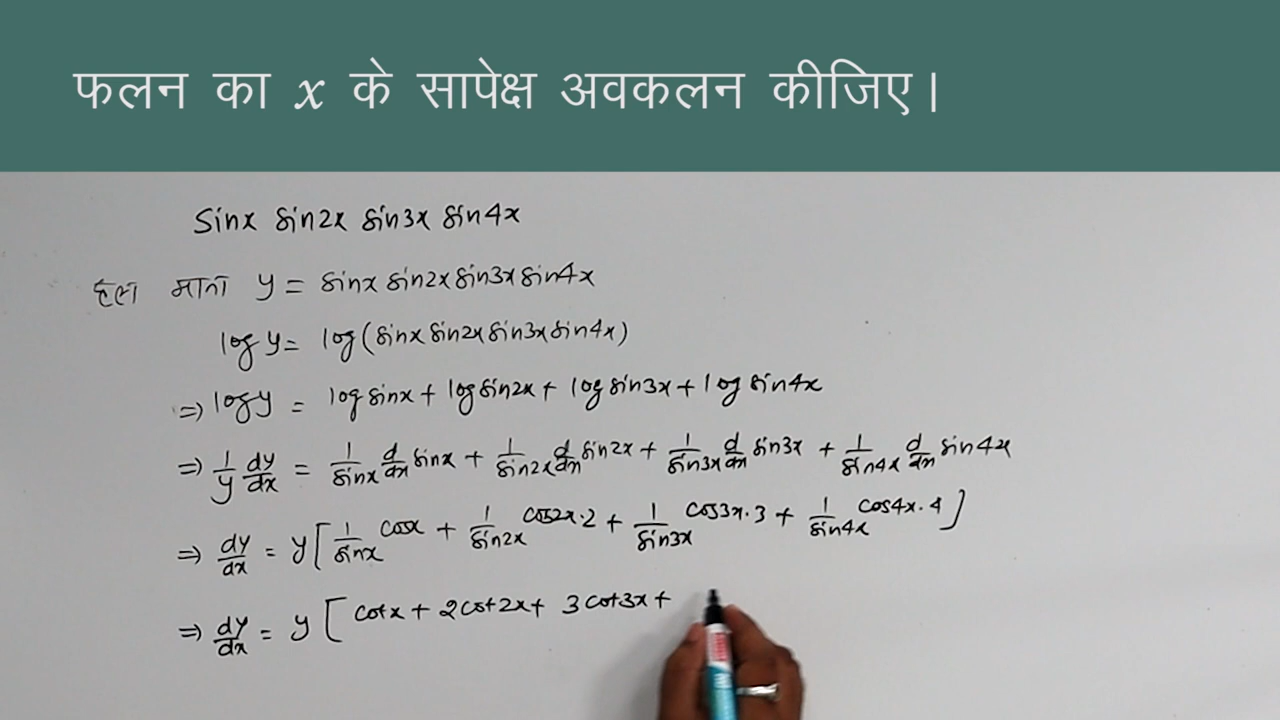 फलन का x के सापेक्ष अवकलन कीजिए।
Sinx Sin2x Sin3x Sin4x
हल माना y = Sinx Sin2x Sin3x Sin4x
log y = log(Sinx Sin2x Sin3x Sin4x)
⇒ log y = log Sinx + log Sin2x + log Sin3x + log Sin4x
⇒ 1/y dy/dx = 1/Sinx d/dx Sinx + 1/Sin2x d/dx Sin2x + 1/Sin3x d/dx Sin3x + 1/Sin4x d/dx Sin4x
⇒ dy/dx = y[1/Sinx Cosx + 1/Sin2x Cos2x·2 + 1/Sin3x Cos3x·3 + 1/Sin4x Cos4x·4]
⇒ dy/dx = y[Cotx + 2Cot2x + 3Cot3x +